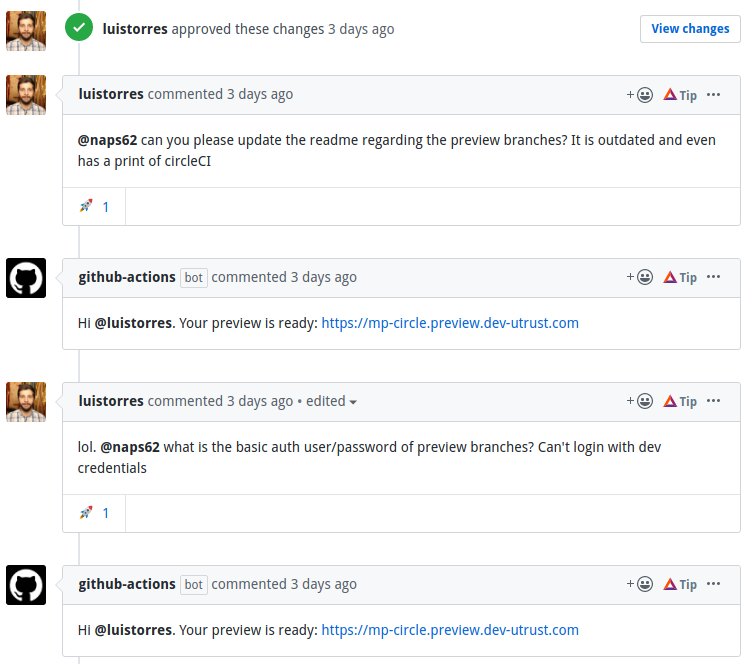 luistorres approved these changes 3 days ago
View changes
luistorres commented 3 days ago
Tip
@naps62 can you please update the readme regarding the preview branches? It is outdated and even
has a print of circleCI
1
github-actions bot commented 3 days ago
Tip
Hi @luistorres. Your preview is ready: https://mp-circle.preview.dev-utrust.com
luistorres commented 3 days ago • edited
Tip
lol. @naps62 what is the basic auth user/password of preview branches? Can't login with dev
credentials
1
github-actions bot commented 3 days ago
Tip
Hi @luistorres. Your preview is ready: https://mp-circle.preview.dev-utrust.com